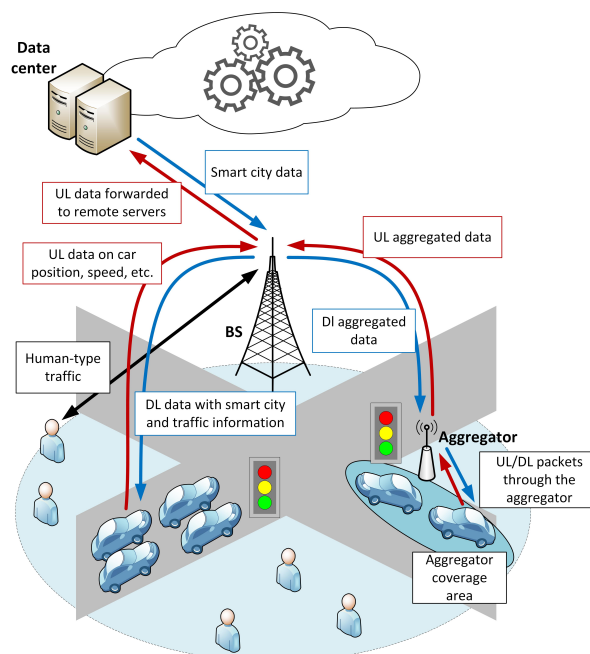 Data
center
Smart city data
UL data forwarded
to remote servers
UL aggregated data
UL data on car
position, speed, etc.
BS
Dl aggregated
data
Human-type
traffic
DL data with smart city
and traffic information
Aggregator
UL/DL packets
through the
aggregator
Aggregator
coverage
area